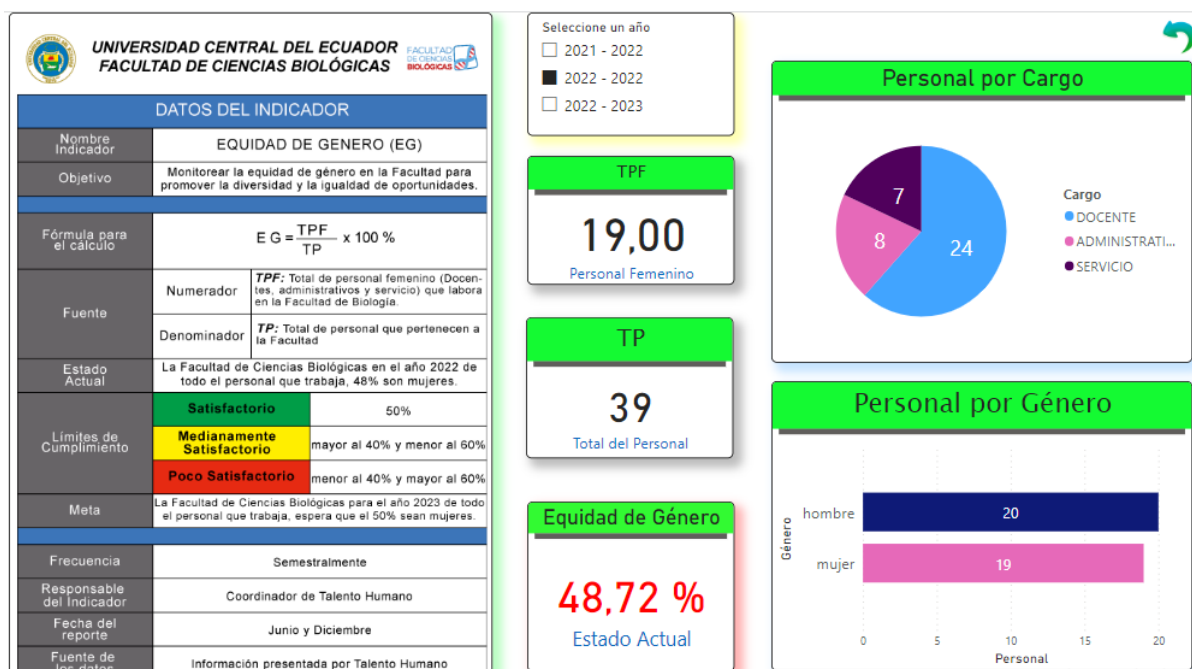 UNIVERSIDAD CENTRAL DEL ECUADOR
FACULTAD DE CIENCIAS BIOLÓGICAS
FACULTAD
DE CIENCIAS
BIOLÓGICAS
DATOS DEL INDICADOR
Nombre
Indicador
EQUIDAD DE GENERO (EG)
Objetivo
Monitorear la equidad de género en la Facultad para
promover la diversidad y la igualdad de oportunidades.
Fórmula para
el cálculo
E G = TPF / TP x 100 %
Fuente
Numerador
TPF: Total de personal femenino (Docen-
tes, administrativos y servicio) que labora
en la Facultad de Biología.
Denominador
TP: Total de personal que pertenecen a
la Facultad
Estado
Actual
La Facultad de Ciencias Biológicas en el año 2022 de
todo el personal que trabaja, 48% son mujeres.
Límites de
Cumplimiento
Satisfactorio
50%
Medianamente
Satisfactorio
mayor al 40% y menor al 60%
Poco Satisfactorio
menor al 40% y mayor al 60%
Meta
La Facultad de Ciencias Biológicas para el año 2023 de todo
el personal que trabaja, espera que el 50% sean mujeres.
Frecuencia
Semestralmente
Responsable
del Indicador
Coordinador de Talento Humano
Fecha del
reporte
Junio y Diciembre
Fuente de
los datos
Información presentada por Talento Humano
Seleccione un año
2021 - 2022
2022 - 2022
2022 - 2023
TPF
19,00
Personal Femenino
TP
39
Total del Personal
Equidad de Género
48,72 %
Estado Actual
Personal por Cargo
7
8
24
Cargo
DOCENTE
ADMINISTRATI...
SERVICIO
Personal por Género
Género
hombre
20
mujer
19
0 5 10 15 20
Personal